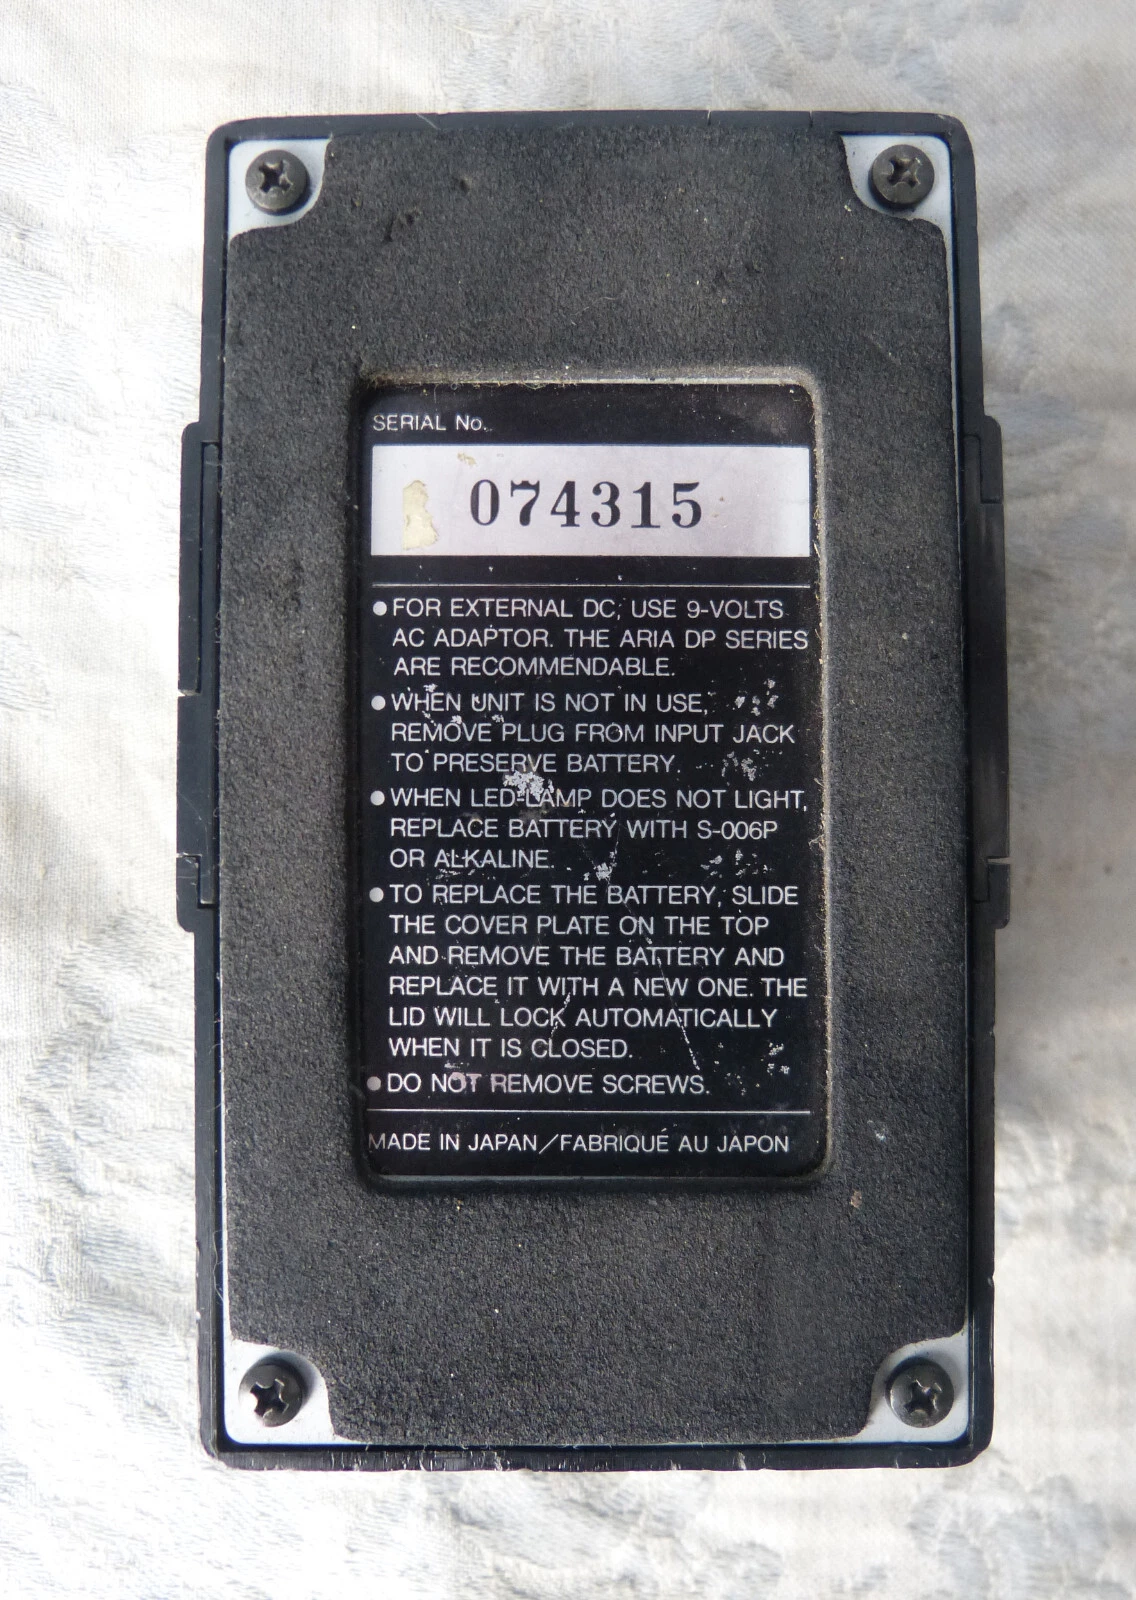 SERIAL No.
074315
● FOR EXTERNAL DC, USE 9-VOLTS
AC ADAPTOR. THE ARIA DP SERIES
ARE RECOMMENDABLE.
● WHEN UNIT IS NOT IN USE,
REMOVE PLUG FROM INPUT JACK
TO PRESERVE BATTERY.
● WHEN LED-LAMP DOES NOT LIGHT,
REPLACE BATTERY WITH S-006P
OR ALKALINE.
● TO REPLACE THE BATTERY, SLIDE
THE COVER PLATE ON THE TOP
AND REMOVE THE BATTERY AND
REPLACE IT WITH A NEW ONE. THE
LID WILL LOCK AUTOMATICALLY
WHEN IT IS CLOSED.
● DO NOT REMOVE SCREWS.
MADE IN JAPAN/FABRIQUÉ AU JAPON